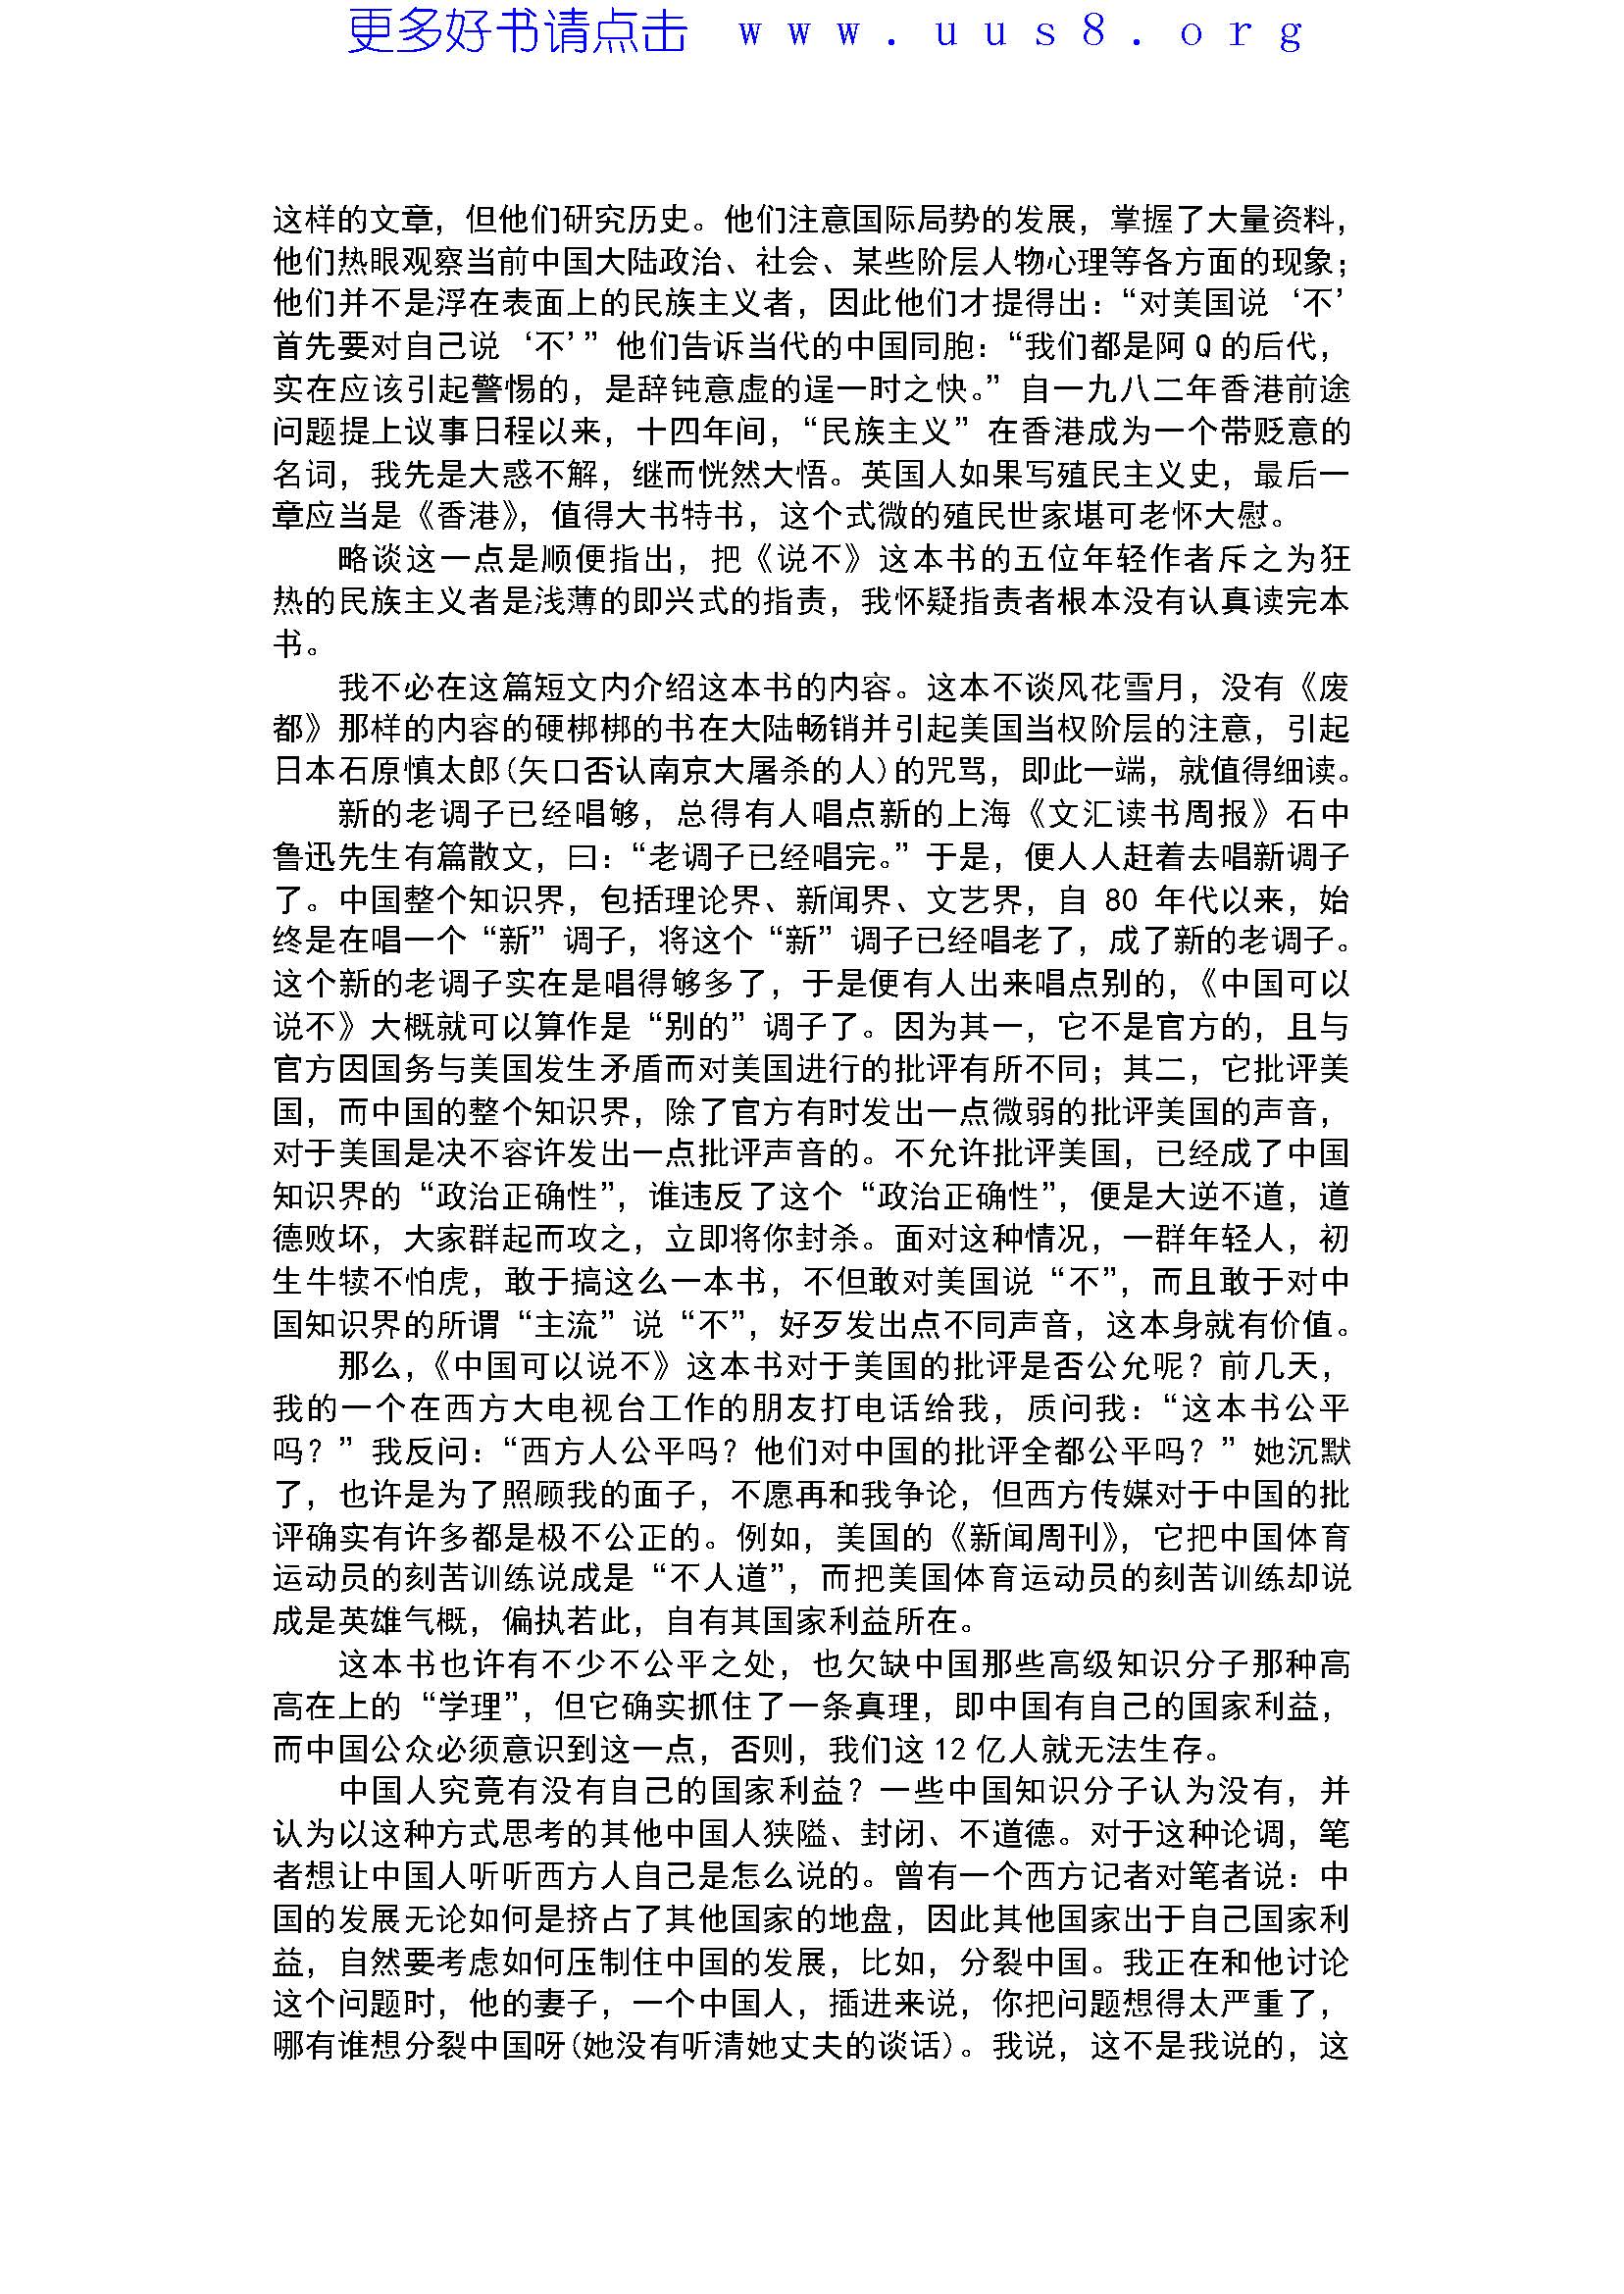 更多好书请点击 www.uus8.org
这样的文章，但他们研究历史。他们注意国际局势的发展，掌握了大量资料，
他们热眼观察当前中国大陆政治、社会、某些阶层人物心理等各方面的现象；
他们并不是浮在表面上的民族主义者，因此他们才提得出：“对美国说‘不’
首先要对自己说‘不’”他们告诉当代的中国同胞：“我们都是阿Q的后代，
实在应该引起警惕的，是辞钝意虚的逞一时之快。”自一九八二年香港前途
问题提上议事日程以来，十四年间，“民族主义”在香港成为一个带贬意的
名词，我先是大惑不解，继而恍然大悟。英国人如果写殖民主义史，最后一
章应当是《香港》，值得大书特书，这个式微的殖民世家堪可老怀大慰。
略谈这一点是顺便指出，把《说不》这本书的五位年轻作者斥之为狂
热的民族主义者是浅薄的即兴式的指责，我怀疑指责者根本没有认真读完本
书。
我不必在这篇短文内介绍这本书的内容。这本不谈风花雪月，没有《废
都》那样的内容的硬梆梆的书在大陆畅销并引起美国当权阶层的注意，引起
日本石原慎太郎(矢口否认南京大屠杀的人)的咒骂，即此一端，就值得细读。
新的老调子已经唱够，总得有人唱点新的上海《文汇读书周报》石中
鲁迅先生有篇散文，曰：“老调子已经唱完。”于是，便人人赶着去唱新调子
了。中国整个知识界，包括理论界、新闻界、文艺界，自 80 年代以来，始
终是在唱一个“新”调子，将这个“新”调子已经唱老了，成了新的老调子。
这个新的老调子实在是唱得够多了，于是便有人出来唱点别的，《中国可以
说不》大概就可以算作是“别的”调子了。因为其一，它不是官方的，且与
官方因国务与美国发生矛盾而对美国进行的批评有所不同；其二，它批评美
国，而中国的整个知识界，除了官方有时发出一点微弱的批评美国的声音，
对于美国是决不容许发出一点批评声音的。不允许批评美国，已经成了中国
知识界的“政治正确性”，谁违反了这个“政治正确性”，便是大逆不道，道
德败坏，大家群起而攻之，立即将你封杀。面对这种情况，一群年轻人，初
生牛犊不怕虎，敢于搞这么一本书，不但敢对美国说“不”，而且敢于对中
国知识界的所谓“主流”说“不”，好歹发出点不同声音，这本身就有价值。
那么，《中国可以说不》这本书对于美国的批评是否公允呢？前几天，
我的一个在西方大电视台工作的朋友打电话给我，质问我：“这本书公平
吗？”我反问：“西方人公平吗？他们对中国的批评全都公平吗？”她沉默
了，也许是为了照顾我的面子，不愿再和我争论，但西方传媒对于中国的批
评确实有许多都是极不公正的。例如，美国的《新闻周刊》，它把中国体育
运动员的刻苦训练说成是“不人道”，而把美国体育运动员的刻苦训练却说
成是英雄气概，偏执若此，自有其国家利益所在。
这本书也许有不少不公平之处，也欠缺中国那些高级知识分子那种高
高在上的“学理”，但它确实抓住了一条真理，即中国有自己的国家利益，
而中国公众必须意识到这一点，否则，我们这12亿人就无法生存。
中国人究竟有没有自己的国家利益？一些中国知识分子认为没有，并
认为以这种方式思考的其他中国人狭隘、封闭、不道德。对于这种论调，笔
者想让中国人听听西方人自己是怎么说的。曾有一个西方记者对笔者说：中
国的发展无论如何是挤占了其他国家的地盘，因此其他国家出于自己国家利
益，自然要考虑如何压制住中国的发展，比如，分裂中国。我正在和他讨论
这个问题时，他的妻子，一个中国人，插进来说，你把问题想得太严重了，
哪有谁想分裂中国呀(她没有听清她丈夫的谈话)。我说，这不是我说的，这